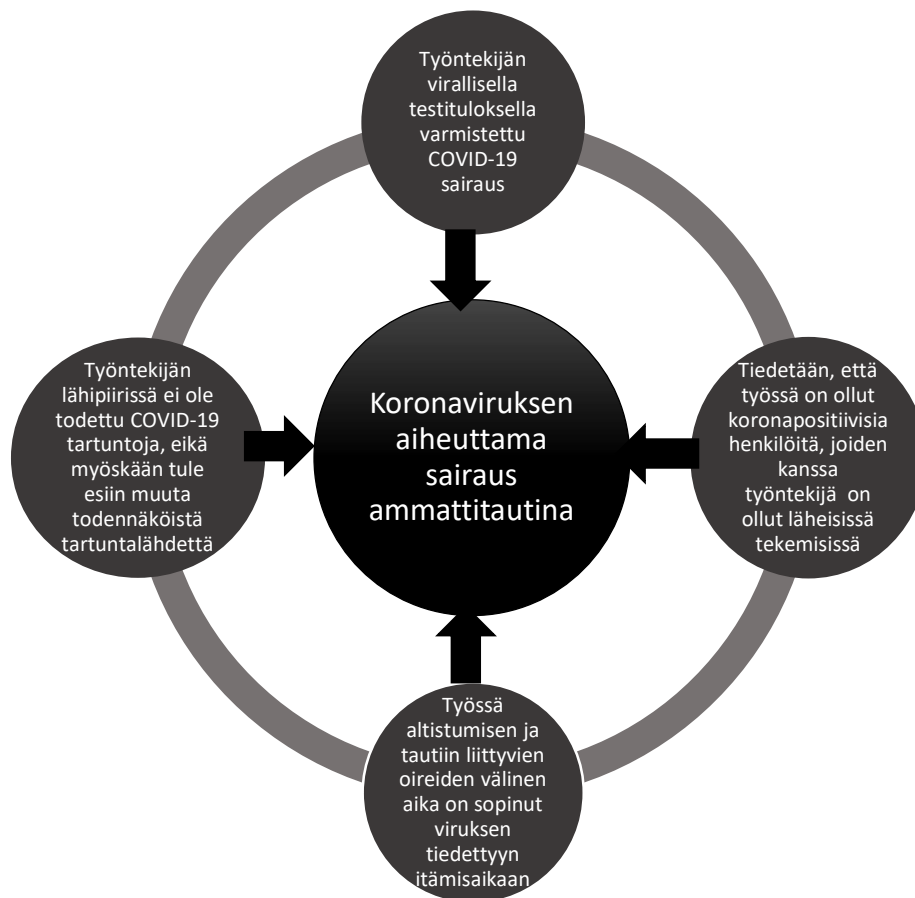 Työntekijän
virallisella
testituloksella
varmistettu
COVID-19
sairaus
Työntekijän
lähipiirissä ei ole
todettu COVID-19
tartuntoja, eikä
myöskään tule
esiin muuta
todennäköistä
tartuntalähdettä
Koronaviruksen
aiheuttama
sairaus
ammattitautina
Tiedetään, että
työssä on ollut
koronapositiivisia
henkilöitä, joiden
kanssa
työntekijä on
ollut läheisissä
tekemisissä
Työssä
altistumisen ja
tautiin liittyvien
oireiden välinen
aika on sopinut
viruksen
tiedettyyn
itämisaikaan